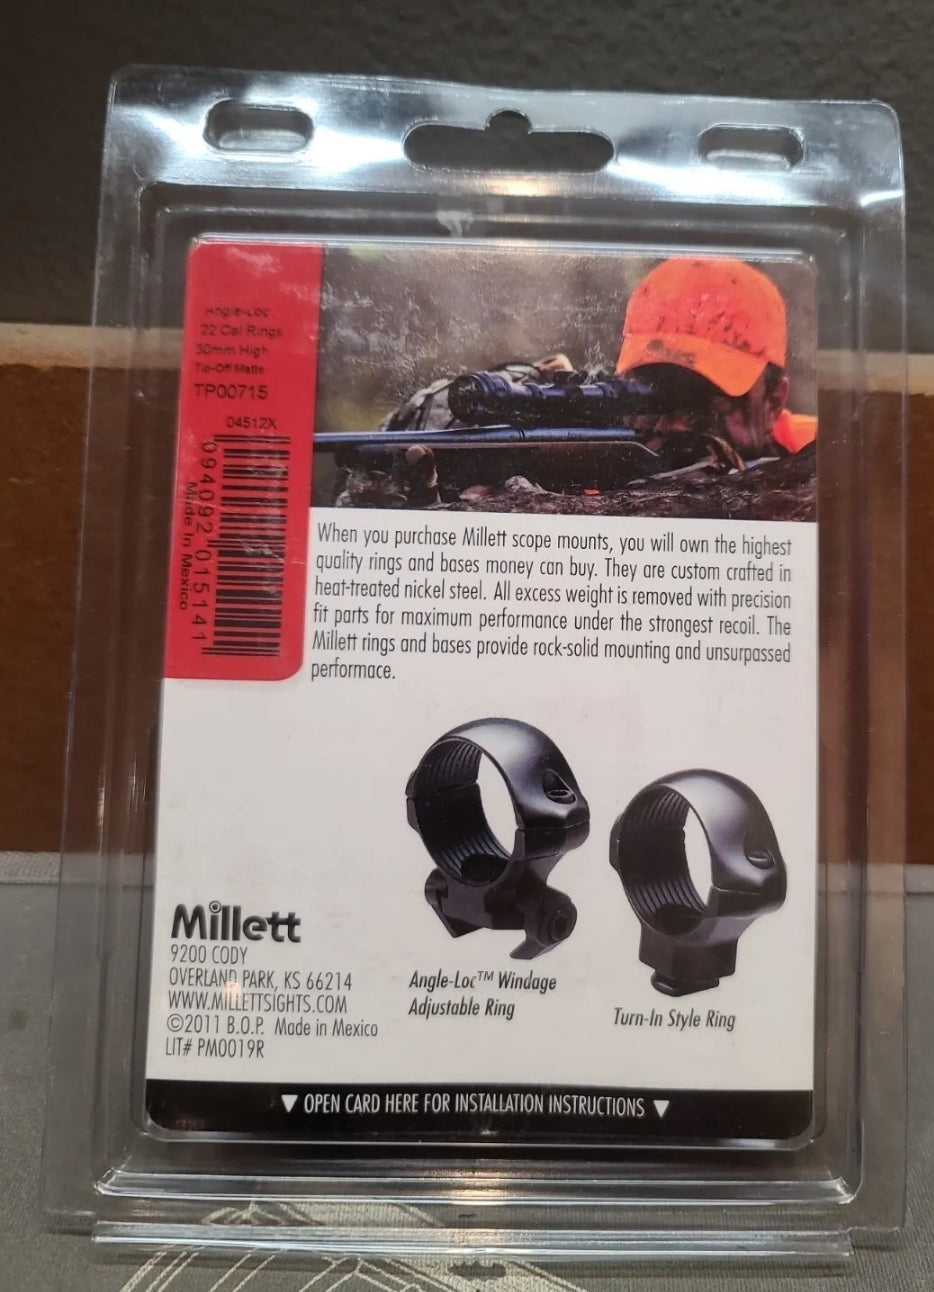 Angle-Loc
22 Cal Rings
30mm High
Tip-Off Matte
TP00715
04512X
094092 015141
Made In Mexico
When you purchase Millett scope mounts, you will own the highest
quality rings and bases money can buy. They are custom crafted in
heat-treated nickel steel. All excess weight is removed with precision
fit parts for maximum performance under the strongest recoil. The
Millett rings and bases provide rock-solid mounting and unsurpassed
performace.
Millett
9200 CODY
OVERLAND PARK, KS 66214
WWW.MILLETTSIGHTS.COM
©2011 B.O.P. Made in Mexico
LIT# PM0019R
Angle-Loc™ Windage
Adjustable Ring
Turn-In Style Ring
▼ OPEN CARD HERE FOR INSTALLATION INSTRUCTIONS ▼